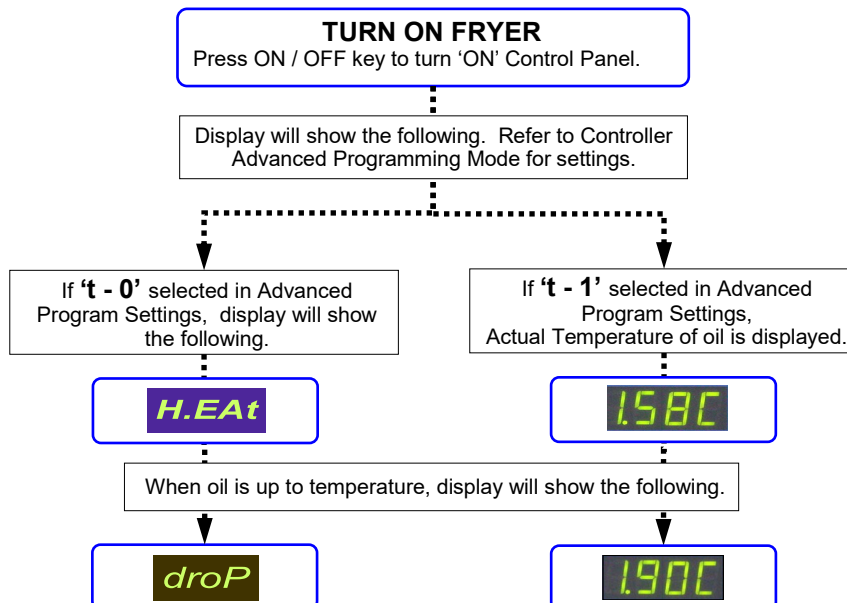 TURN ON FRYER
Press ON / OFF key to turn ‘ON’ Control Panel.
Display will show the following.  Refer to Controller
Advanced Programming Mode for settings.
If ‘t - 0’ selected in Advanced
Program Settings,  display will show
the following.
If ‘t - 1’ selected in Advanced
Program Settings,
Actual Temperature of oil is displayed.
H.EAt
1.58C
When oil is up to temperature, display will show the following.
droP
1.90C